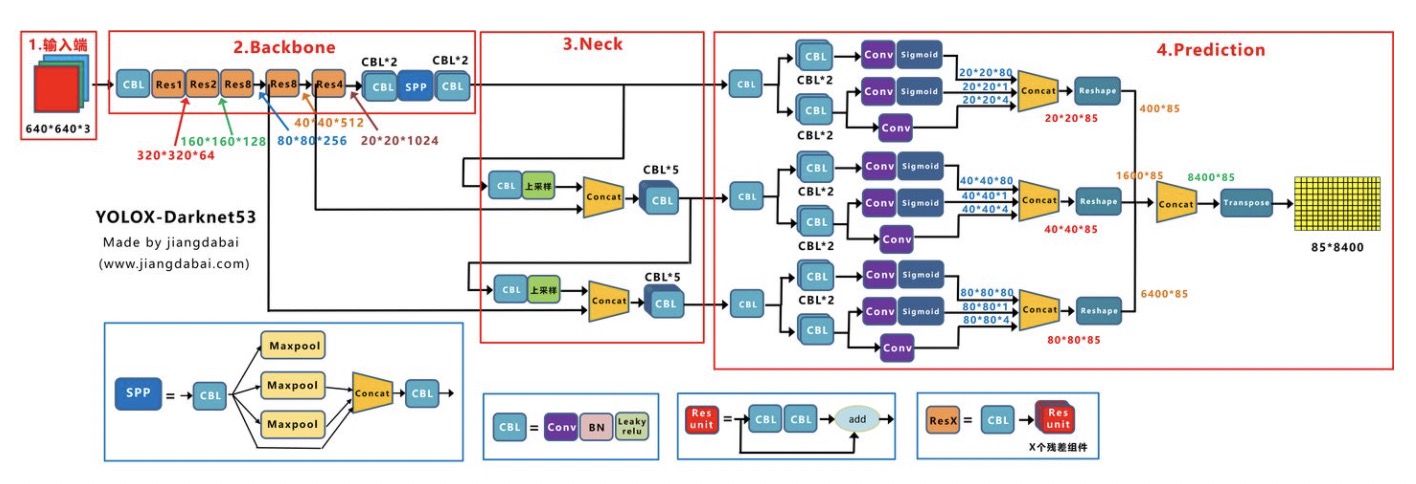 1.输入端
640*640*3
2.Backbone
CBL
Res1
Res2
Res8
Res8
Res4
CBL*2
CBL
SPP
CBL*2
CBL
320*320*64
160*160*128
80*80*256
40*40*512
20*20*1024
YOLOX-Darknet53
Made by jiangdabai
(www.jiangdabai.com)
3.Neck
CBL
上采样
Concat
CBL*5
CBL
CBL
上采样
Concat
CBL*5
CBL
4.Prediction
CBL
CBL
CBL*2
CBL
CBL*2
Conv
Sigmoid
Conv
Sigmoid
Conv
20*20*80
20*20*1
20*20*4
Concat
20*20*85
Reshape
400*85
CBL
CBL
CBL*2
CBL
CBL*2
Conv
Sigmoid
Conv
Sigmoid
Conv
40*40*80
40*40*1
40*40*4
Concat
40*40*85
Reshape
1600*85
CBL
CBL
CBL*2
CBL
Conv
Sigmoid
Conv
Sigmoid
Conv
80*80*80
80*80*1
80*80*4
Concat
80*80*85
Reshape
6400*85
Concat
8400*85
Transpose
85*8400
SPP
=
CBL
Maxpool
Maxpool
Maxpool
Concat
CBL
CBL
=
Conv
BN
Leaky
relu
Res
unit
=
CBL
CBL
add
ResX
=
CBL
Res
unit
X个残差组件